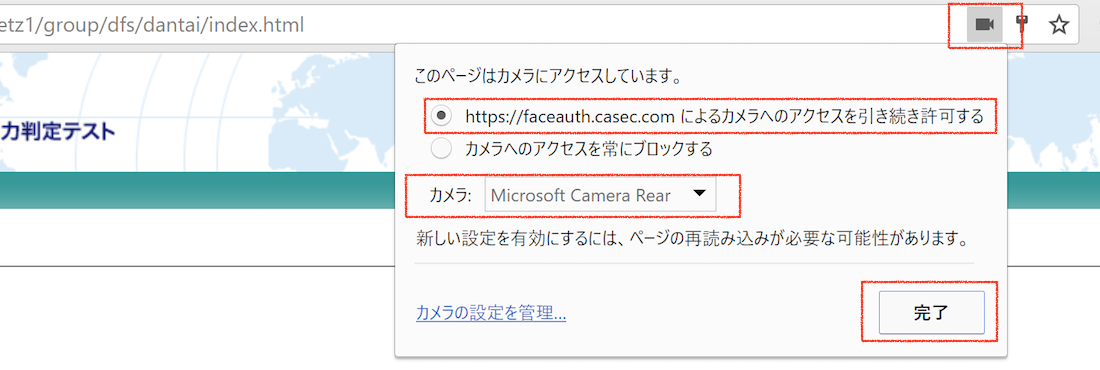 etz1/group/dfs/dantai/index.html
このページはカメラにアクセスしています。
力判定テスト
https://faceauth.casec.com によるカメラへのアクセスを引き続き許可する
カメラへのアクセスを常にブロックする
カメラ: Microsoft Camera Rear
新しい設定を有効にするには、ページの再読み込みが必要な可能性があります。
カメラの設定を管理...
完了